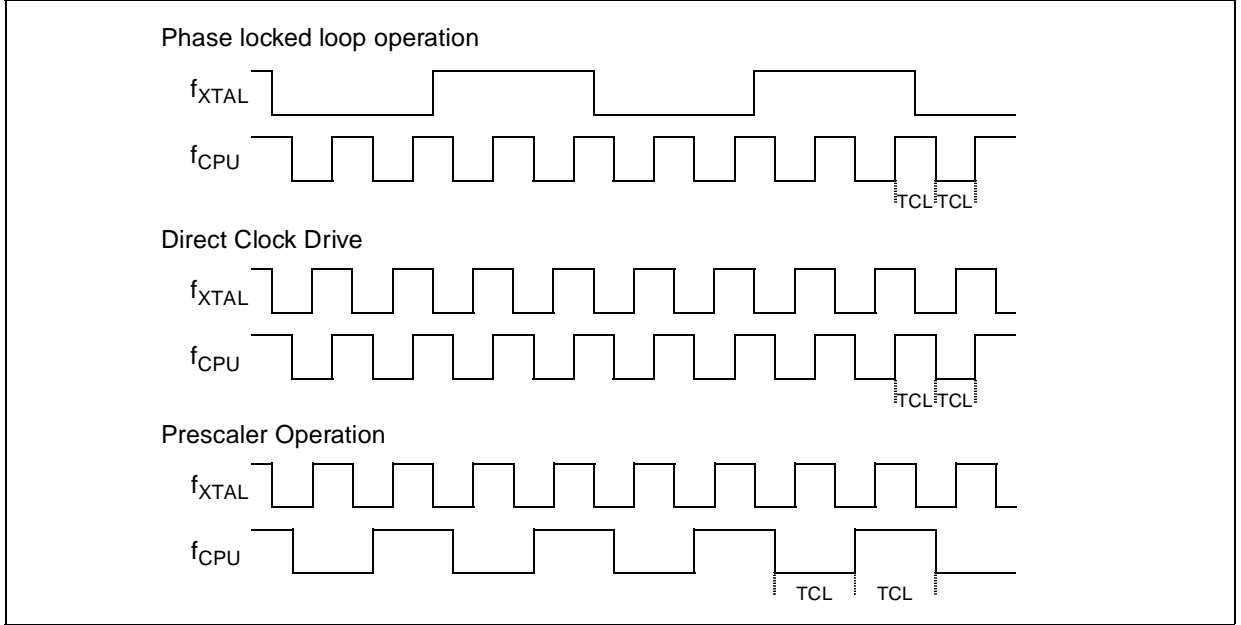 Phase locked loop operation
fXTAL
fCPU
TCL TCL
Direct Clock Drive
fXTAL
fCPU
TCL TCL
Prescaler Operation
fXTAL
fCPU
TCL TCL